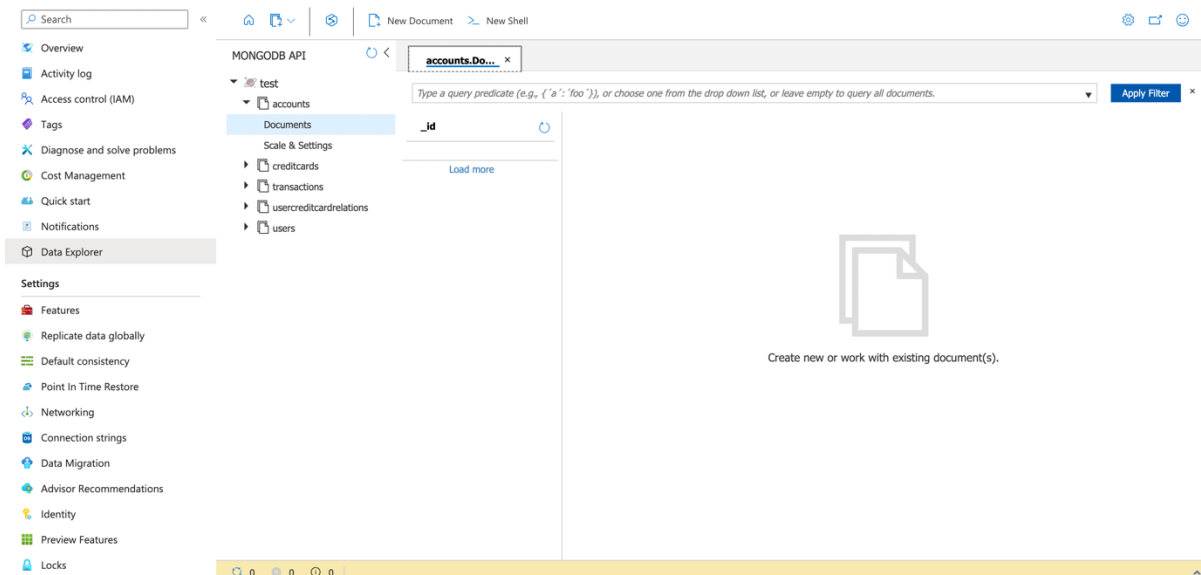 Search
Overview
Activity log
Access control (IAM)
Tags
Diagnose and solve problems
Cost Management
Quick start
Notifications
Data Explorer
Settings
Features
Replicate data globally
Default consistency
Point In Time Restore
Networking
Connection strings
Data Migration
Advisor Recommendations
Identity
Preview Features
Locks
New Document
New Shell
MONGODB API
test
accounts
Documents
Scale & Settings
creditcards
transactions
usercreditcardrelations
users
accounts.Do...
Type a query predicate (e.g., {´a´:´foo´}), or choose one from the drop down list, or leave empty to query all documents.
Apply Filter
_id
Load more
Create new or work with existing document(s).
0 0 0